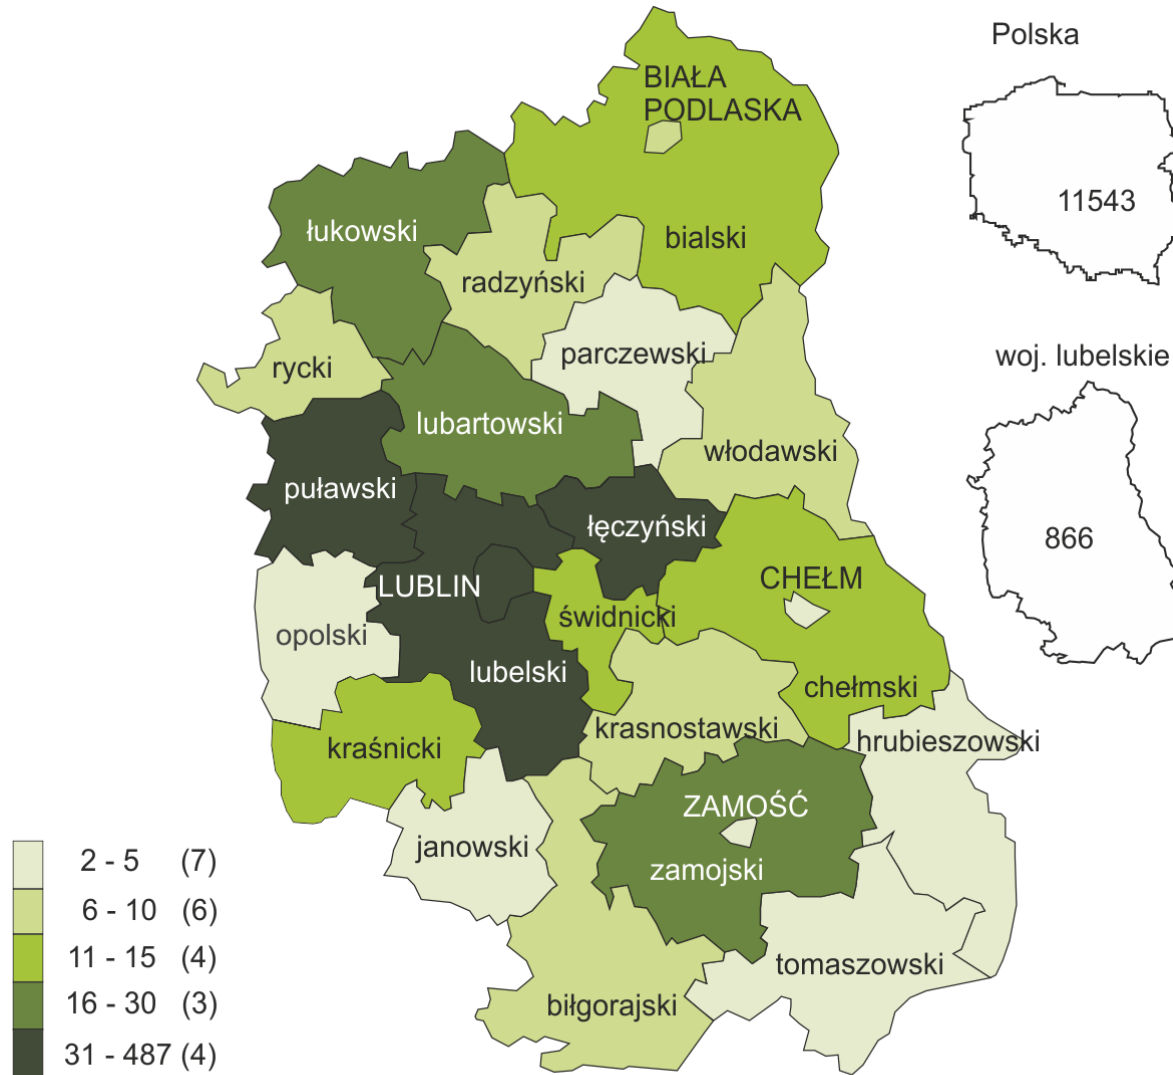 Polska
11543
woj. lubelskie
866
BIAŁA
PODLASKA
bialski
łukowski
radzyński
rycki
parczewski
lubartowski
włodawski
puławski
łęczyński
LUBLIN
CHEŁM
świdnicki
opolski
lubelski
chełmski
krasnostawski
hrubieszowski
kraśnicki
ZAMOŚĆ
janowski
zamojski
tomaszowski
biłgorajski
2 - 5 (7)
6 - 10 (6)
11 - 15 (4)
16 - 30 (3)
31 - 487 (4)